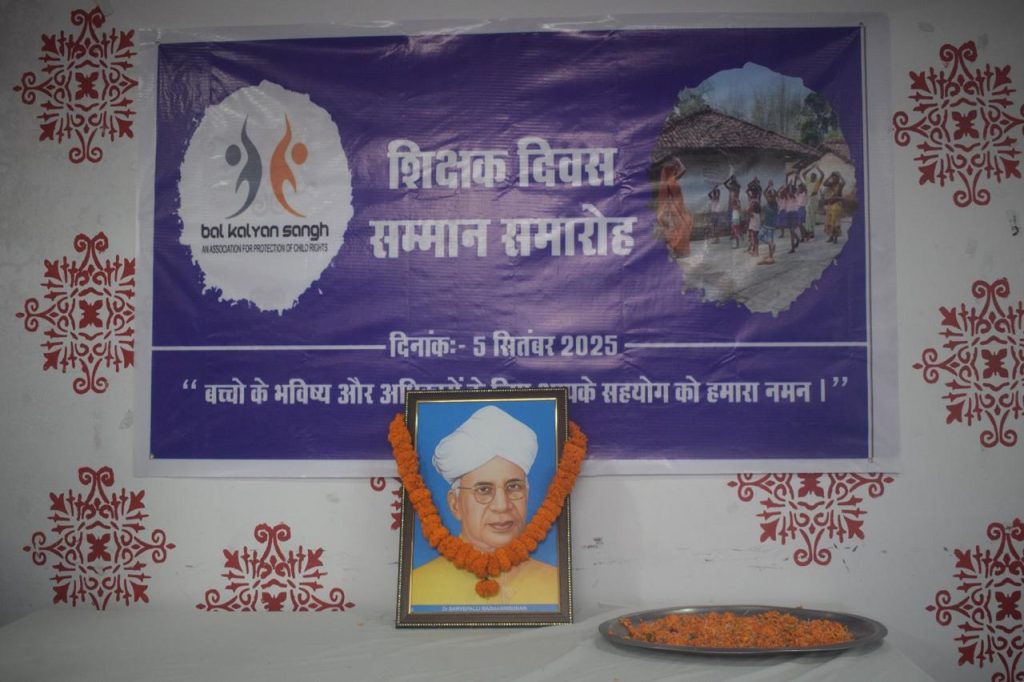 bal kalyan sangh
AN ASSOCIATION FOR PROTECTION OF CHILD RIGHTS
शिक्षक दिवस
सम्मान समारोह
दिनांकः- 5 सितंबर 2025
“ बच्चो के भविष्य और के सहयोग को हमारा नमन । ”
Dr SARVEPALLI RADHAKRISHNAN